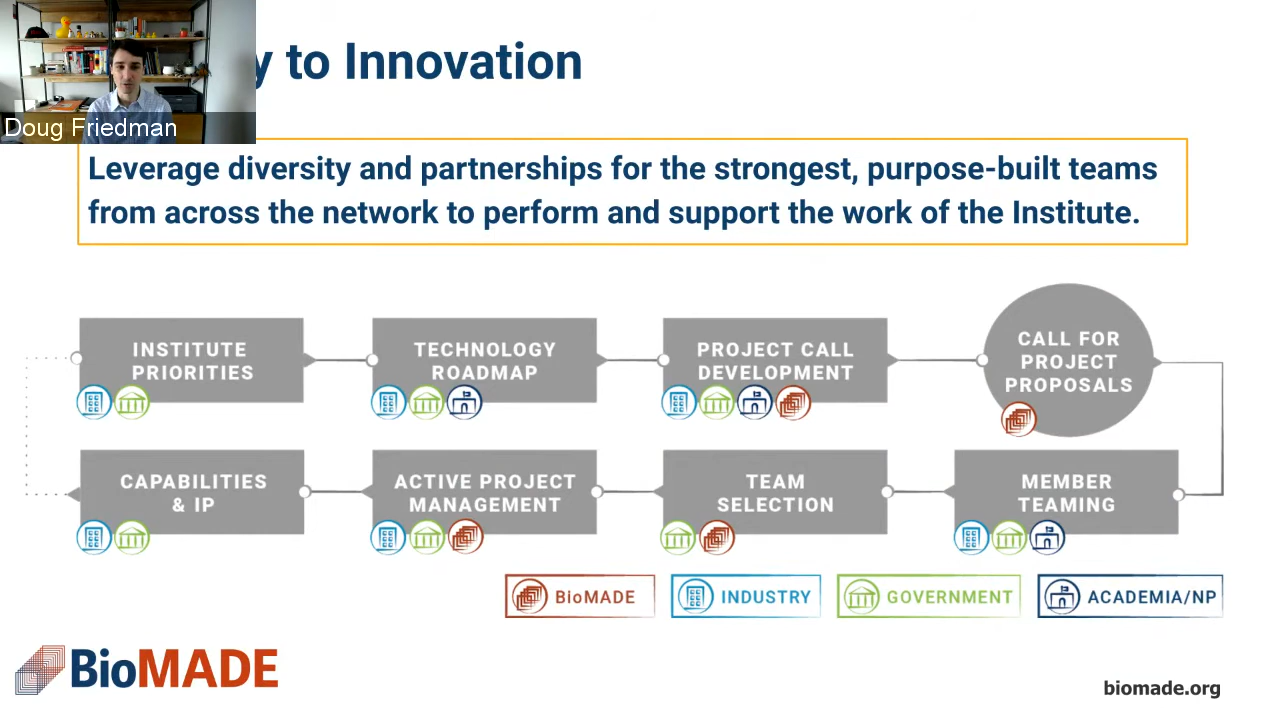 y to Innovation
Doug Friedman
Leverage diversity and partnerships for the strongest, purpose-built teams
from across the network to perform and support the work of the Institute.
INSTITUTE
PRIORITIES
TECHNOLOGY
ROADMAP
PROJECT CALL
DEVELOPMENT
CALL FOR
PROJECT
PROPOSALS
CAPABILITIES
& IP
ACTIVE PROJECT
MANAGEMENT
TEAM
SELECTION
MEMBER
TEAMING
BioMADE
INDUSTRY
GOVERNMENT
ACADEMIA/NP
BioMADE
biomade.org